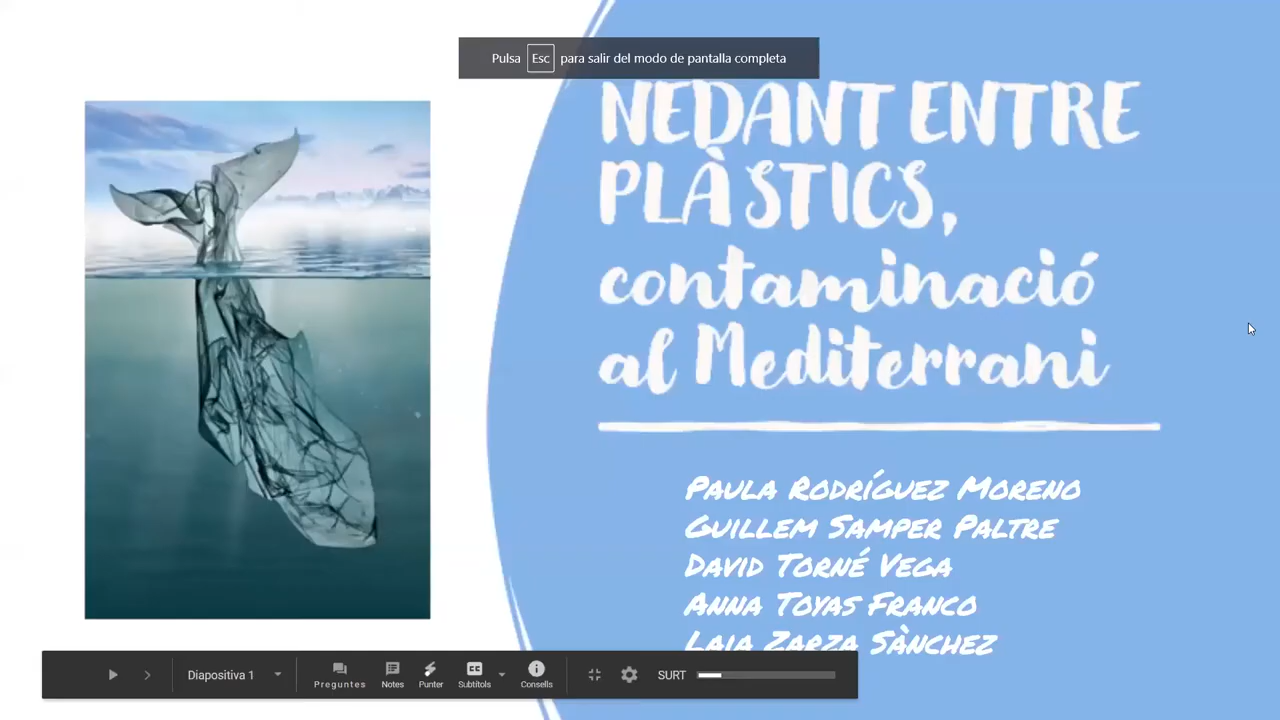 Pulsa Esc para salir del modo de pantalla completa
NEDANT ENTRE
PLÀSTICS,
contaminació
al Mediterrani
PAULA RODRÍGUEZ MORENO
GUILLEM SAMPER PALTRE
DAVID TORNÉ VEGA
ANNA TOYAS FRANCO
LAIA ZARZA SÀNCHEZ
Diapositiva 1
Preguntes
Notes
Punter
Subtítols
Consells
SURT